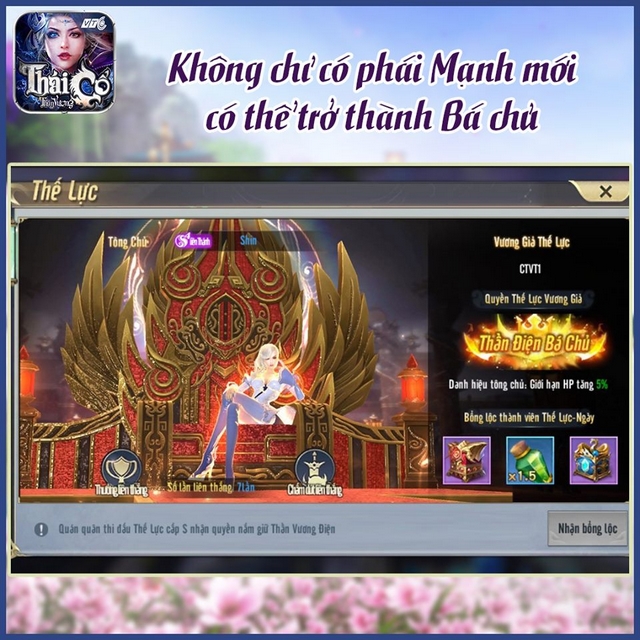 VTC
Thái Cổ
Không chư có phái Mạnh mới
có thể trở thành Bá chủ
Thế Lực
Tông Chủ
Shin
Vương Giả Thế Lực
CTVT1
Quyền Thế Lực Vương Giả
Thần Điện Bá Chủ
Danh hiệu tông chủ: Giới hạn HP tăng 5%
Bổng lộc thành viên Thế Lực-Ngày
×1.5
Thưởng liên thắng
Số lần liên thắng 7lần
Chấm dứt liên thắng
Quán quân thi đấu Thế Lực cấp S nhận quyền nắm giữ Thần Vương Điện
Nhận bổng lộc